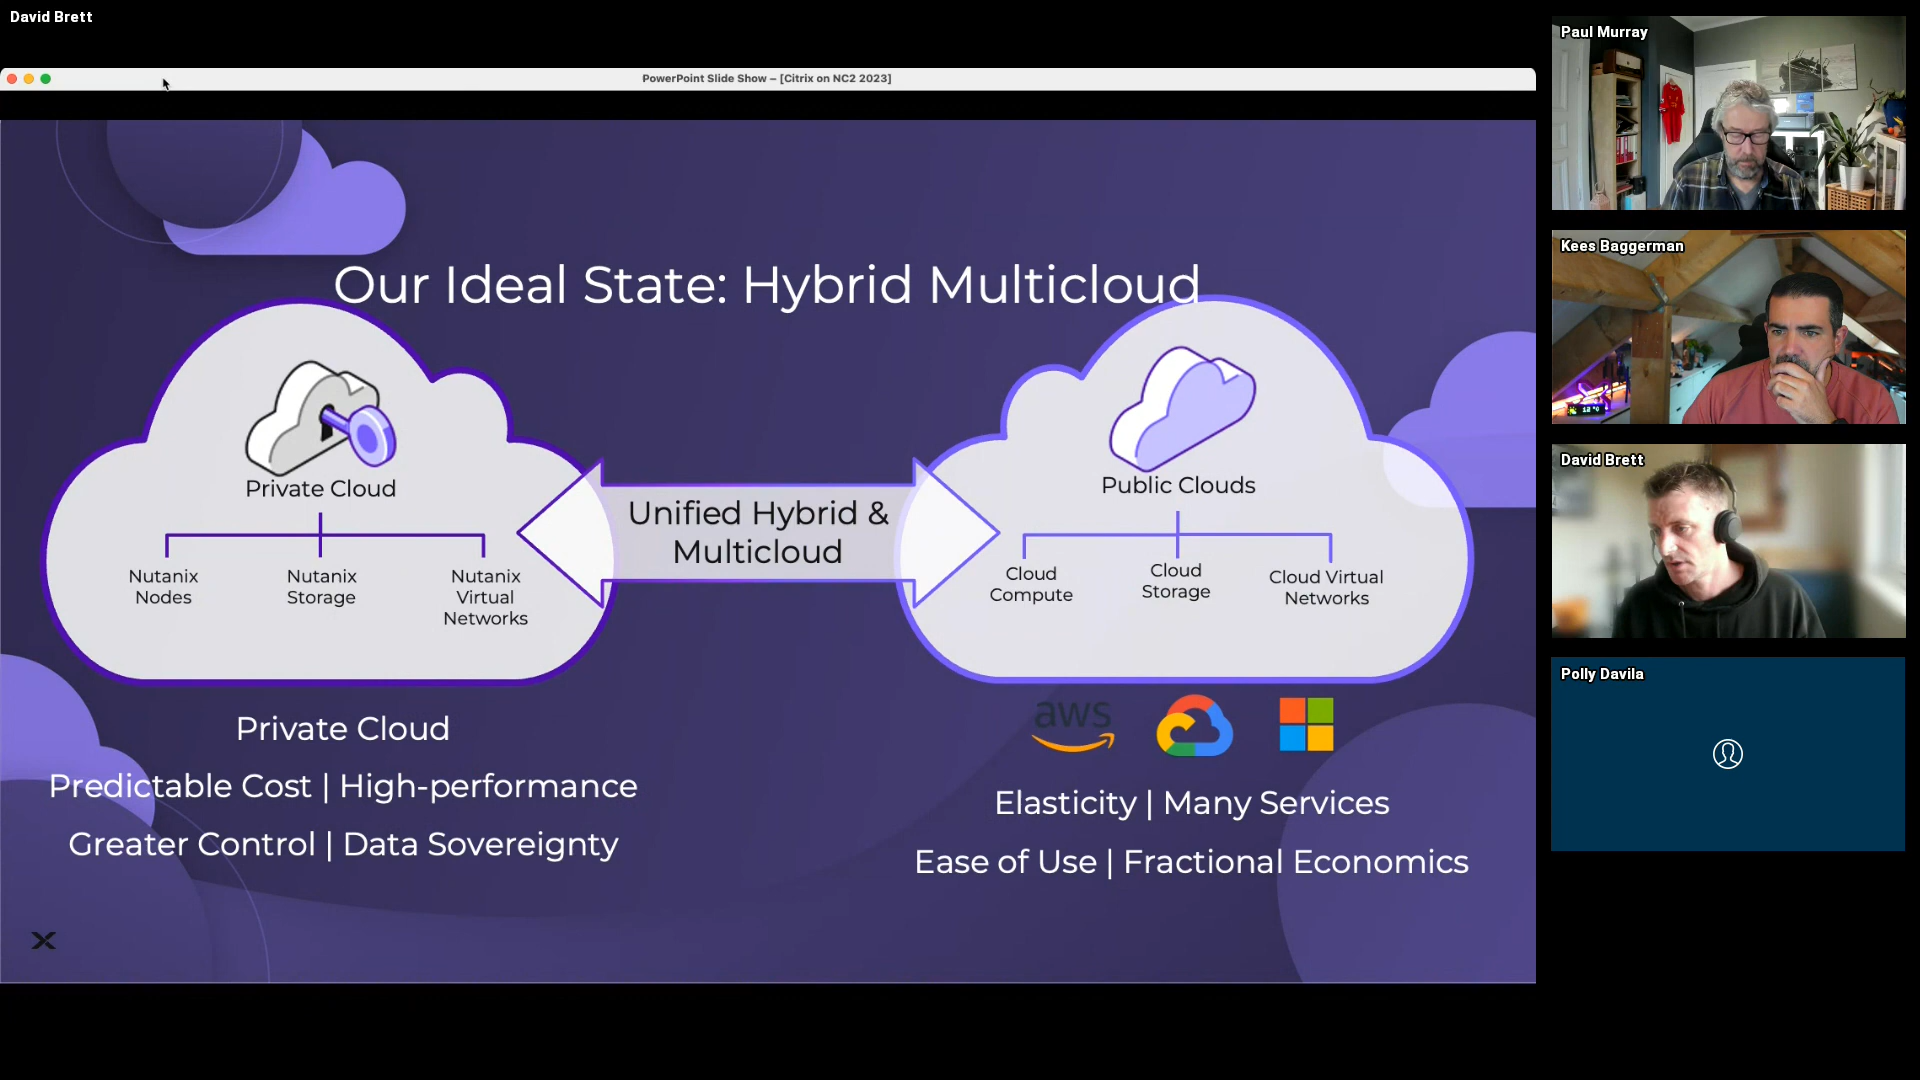 David Brett
PowerPoint Slide Show – [Citrix on NC2 2023]
Our Ideal State: Hybrid Multicloud
Private Cloud
Nutanix
Nodes
Nutanix
Storage
Nutanix
Virtual
Networks
Unified Hybrid &
Multicloud
Public Clouds
Cloud
Compute
Cloud
Storage
Cloud Virtual
Networks
Private Cloud
Predictable Cost | High-performance
Greater Control | Data Sovereignty
aws
Elasticity | Many Services
Ease of Use | Fractional Economics
Paul Murray
Kees Baggerman
David Brett
Polly Davila